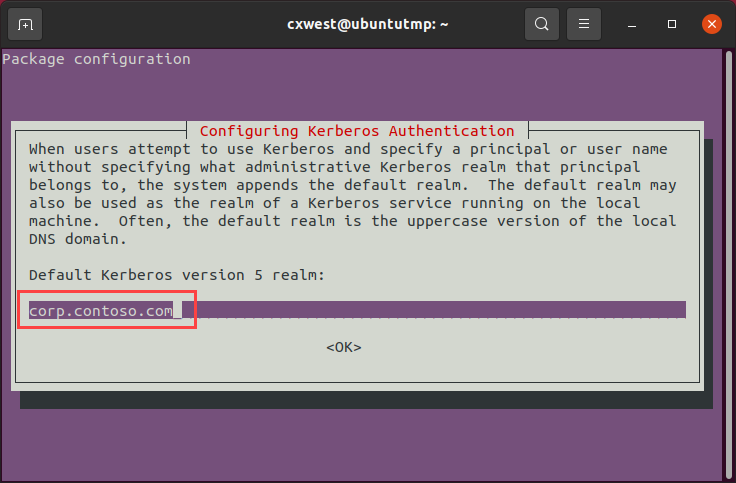 cxwest@ubuntutmp: ~
Package configuration
Configuring Kerberos Authentication
When users attempt to use Kerberos and specify a principal or user name
without specifying what administrative Kerberos realm that principal
belongs to, the system appends the default realm.  The default realm may
also be used as the realm of a Kerberos service running on the local
machine.  Often, the default realm is the uppercase version of the local
DNS domain.
Default Kerberos version 5 realm:
corp.contoso.com
<OK>